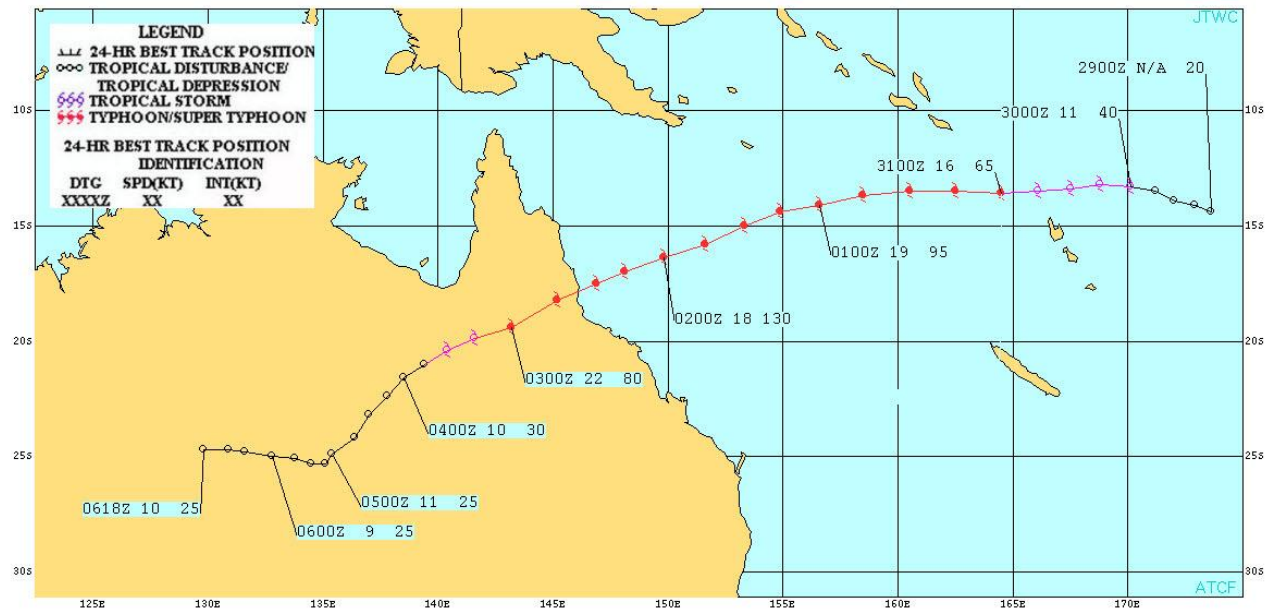 JTWC
LEGEND
24-HR BEST TRACK POSITION
TROPICAL DISTURBANCE/
TROPICAL DEPRESSION
TROPICAL STORM
TYPHOON/SUPER TYPHOON
24-HR BEST TRACK POSITION
IDENTIFICATION
DTG SPD(KT) INT(KT)
XXXXZ XX XX
2900Z N/A 20
10S 10S
3000Z 11 40
3100Z 16 65
15S 15S
0100Z 19 95
0200Z 18 130
20S 20S
0300Z 22 80
0400Z 10 30
25S 25S
0500Z 11 25
0618Z 10 25
0600Z 9 25
30S 30S
ATCF
125E 130E 135E 140E 145E 150E 155E 160E 165E 170E